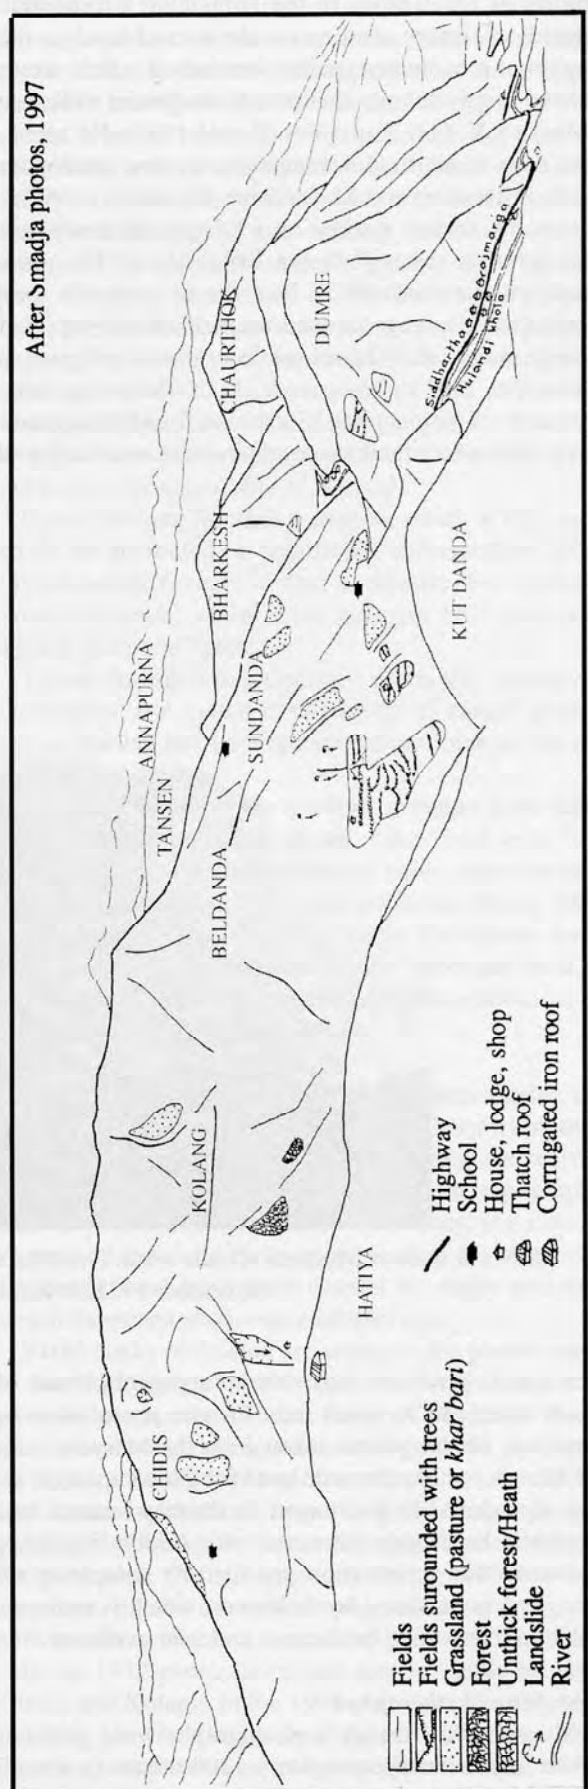 After Smadja photos, 1997
CHIDIS
KOLANG
HATIYA
BELDANDA
TANSEN
ANNAPURNA
SUNDANDA
BHARKESH
CHAURTHOK
DUMRE
KUT DANDA
Siddhartha rajmarga
Hulandi khola
Fields
Fields surounded with trees
Grassland (pasture or khar bari)
Forest
Unthick forest/Heath
Landslide
River
Highway
School
House, lodge, shop
Thatch roof
Corrugated iron roof